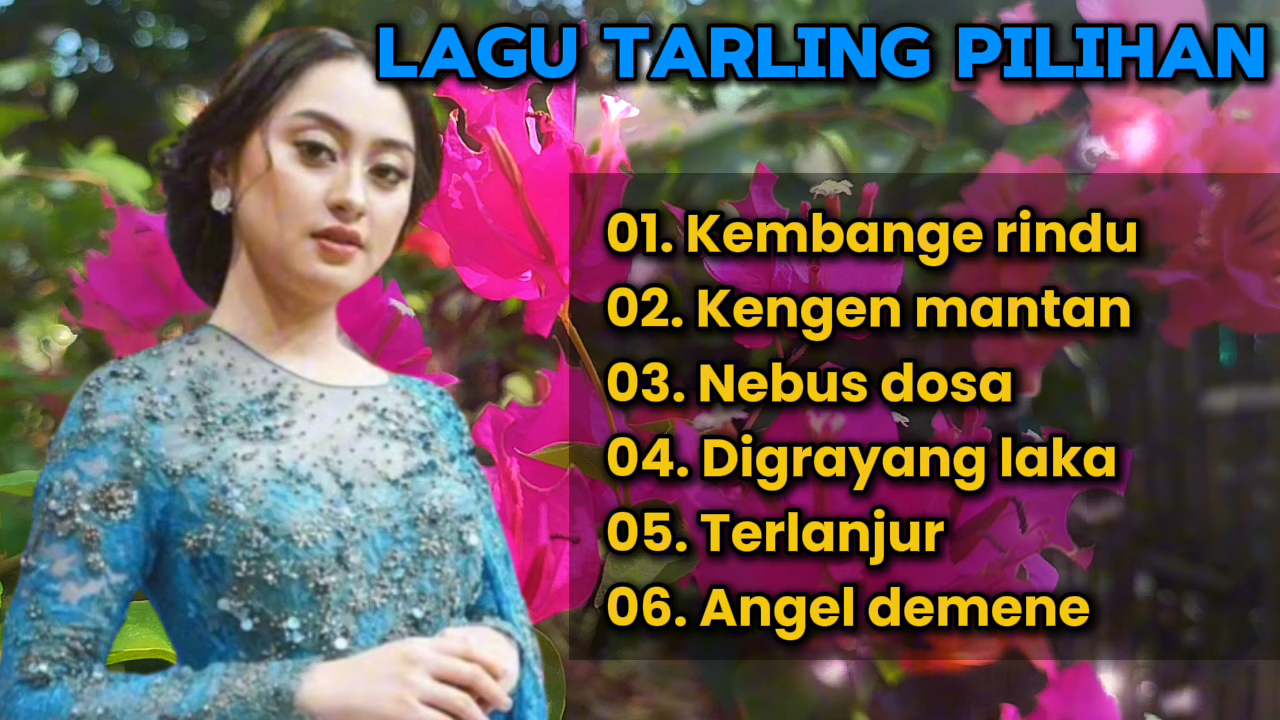 LAGU TARLING PILIHAN
01. Kembange rindu
02. Kengen mantan
03. Nebus dosa
04. Digrayang laka
05. Terlanjur
06. Angel demene